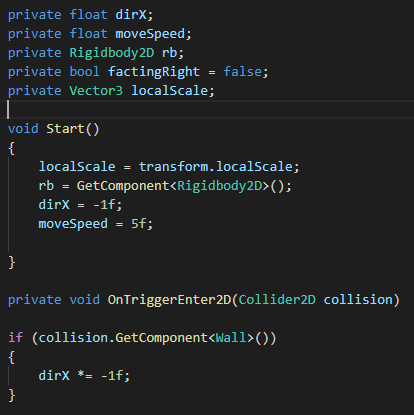 private float dirX;
private float moveSpeed;
private Rigidbody2D rb;
private bool factingRight = false;
private Vector3 localScale;
void Start()
{
localScale = transform.localScale;
rb = GetComponent<Rigidbody2D>();
dirX = -1f;
moveSpeed = 5f;
}
private void OnTriggerEnter2D(Collider2D collision)
if (collision.GetComponent<Wall>())
{
dirX *= -1f;
}